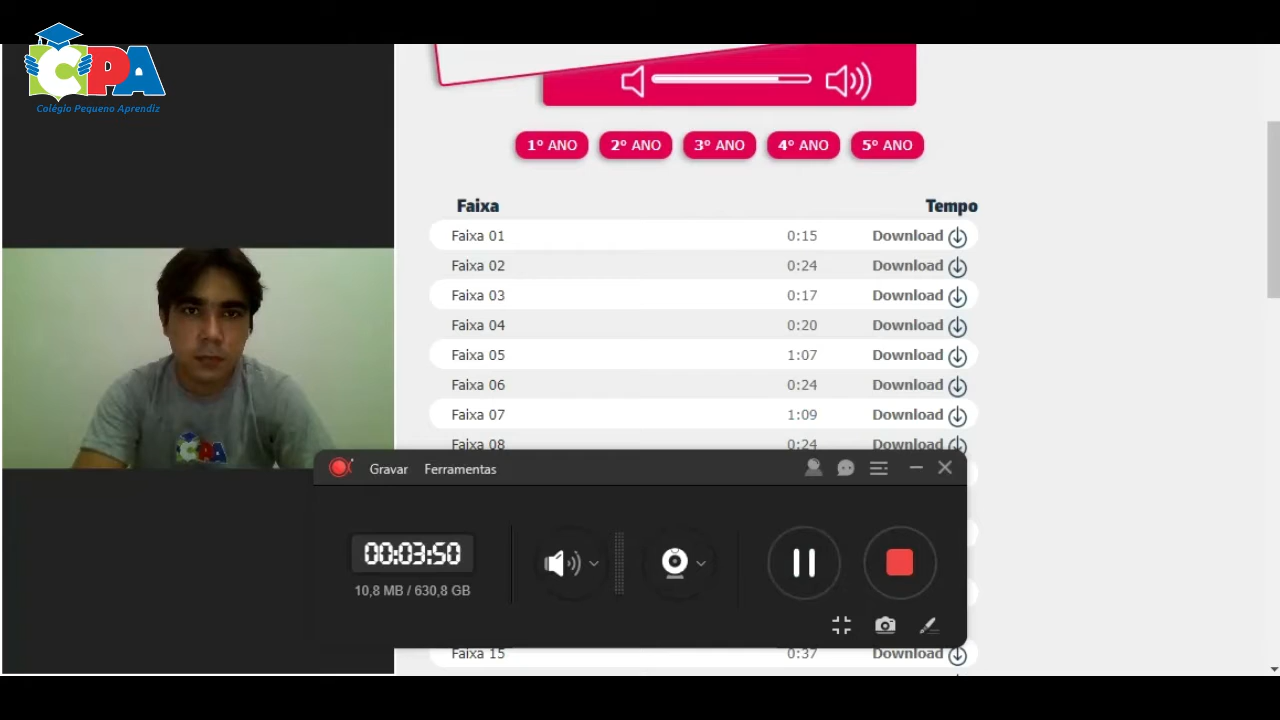 CPA
Colégio Pequeno Aprendiz
1º ANO 2º ANO 3º ANO 4º ANO 5º ANO
Faixa Tempo
Faixa 01 0:15 Download
Faixa 02 0:24 Download
Faixa 03 0:17 Download
Faixa 04 0:20 Download
Faixa 05 1:07 Download
Faixa 06 0:24 Download
Faixa 07 1:09 Download
Faixa 08 0:24 Download
CPA
Gravar Ferramentas
00:03:50
10,8 MB / 630,8 GB
Faixa 15 0:37 Download